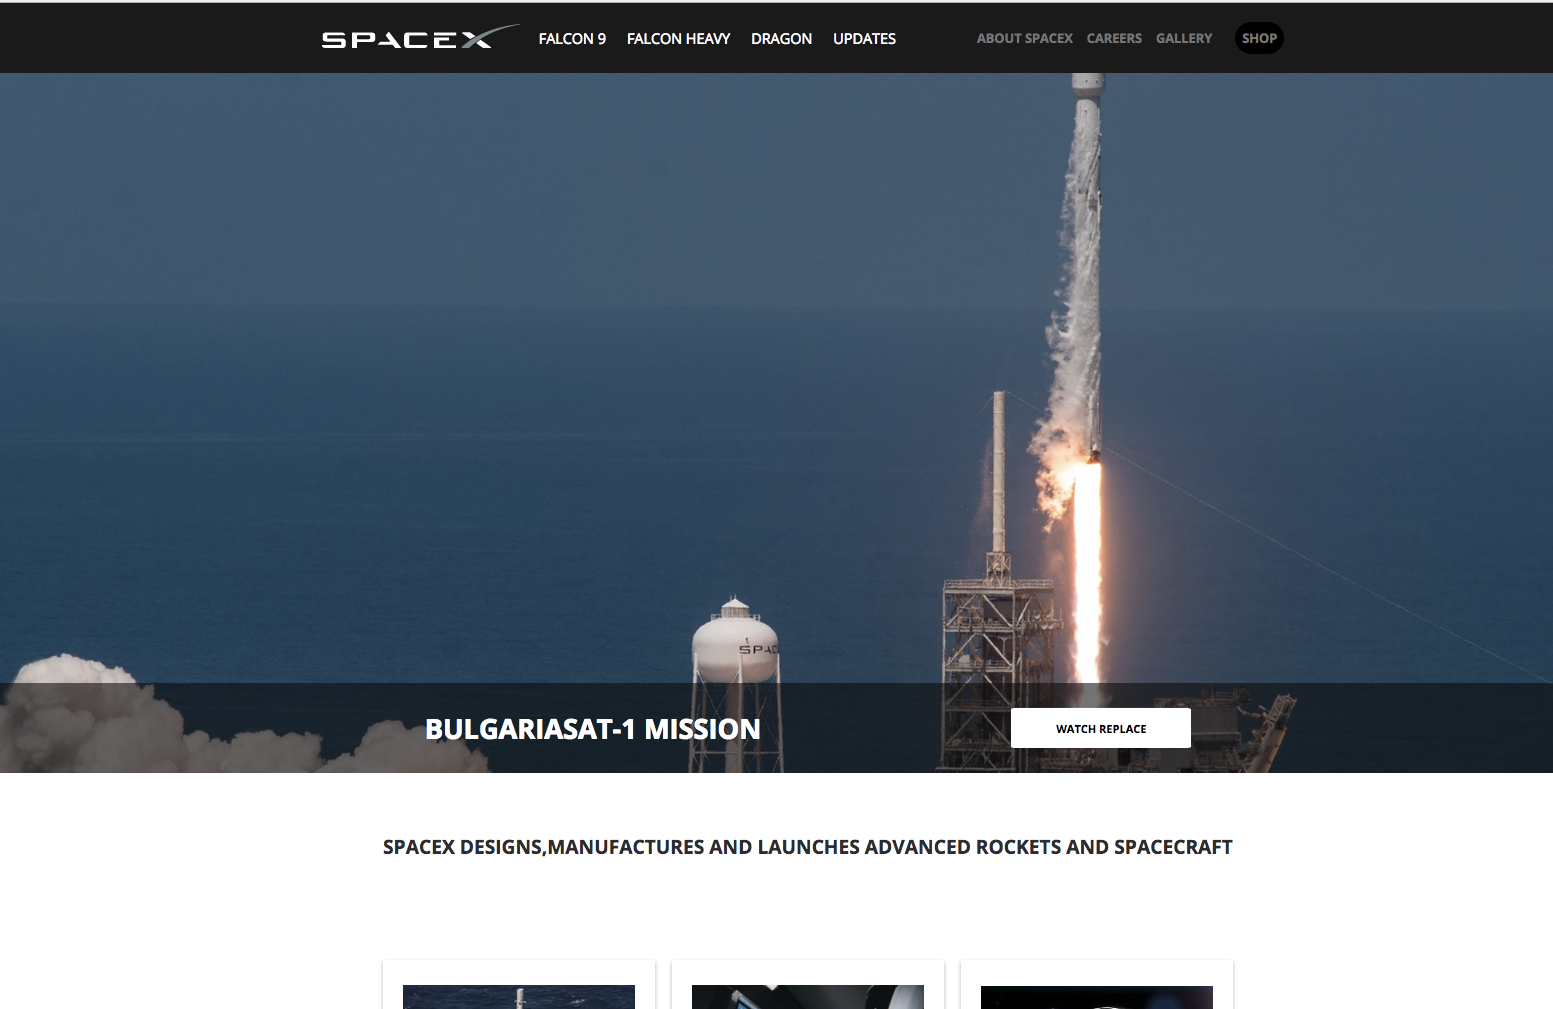 SPACEX FALCON 9 FALCON HEAVY DRAGON UPDATES ABOUT SPACEX CAREERS GALLERY SHOP
SPAC
BULGARIASAT-1 MISSION WATCH REPLACE
SPACEX DESIGNS,MANUFACTURES AND LAUNCHES ADVANCED ROCKETS AND SPACECRAFT